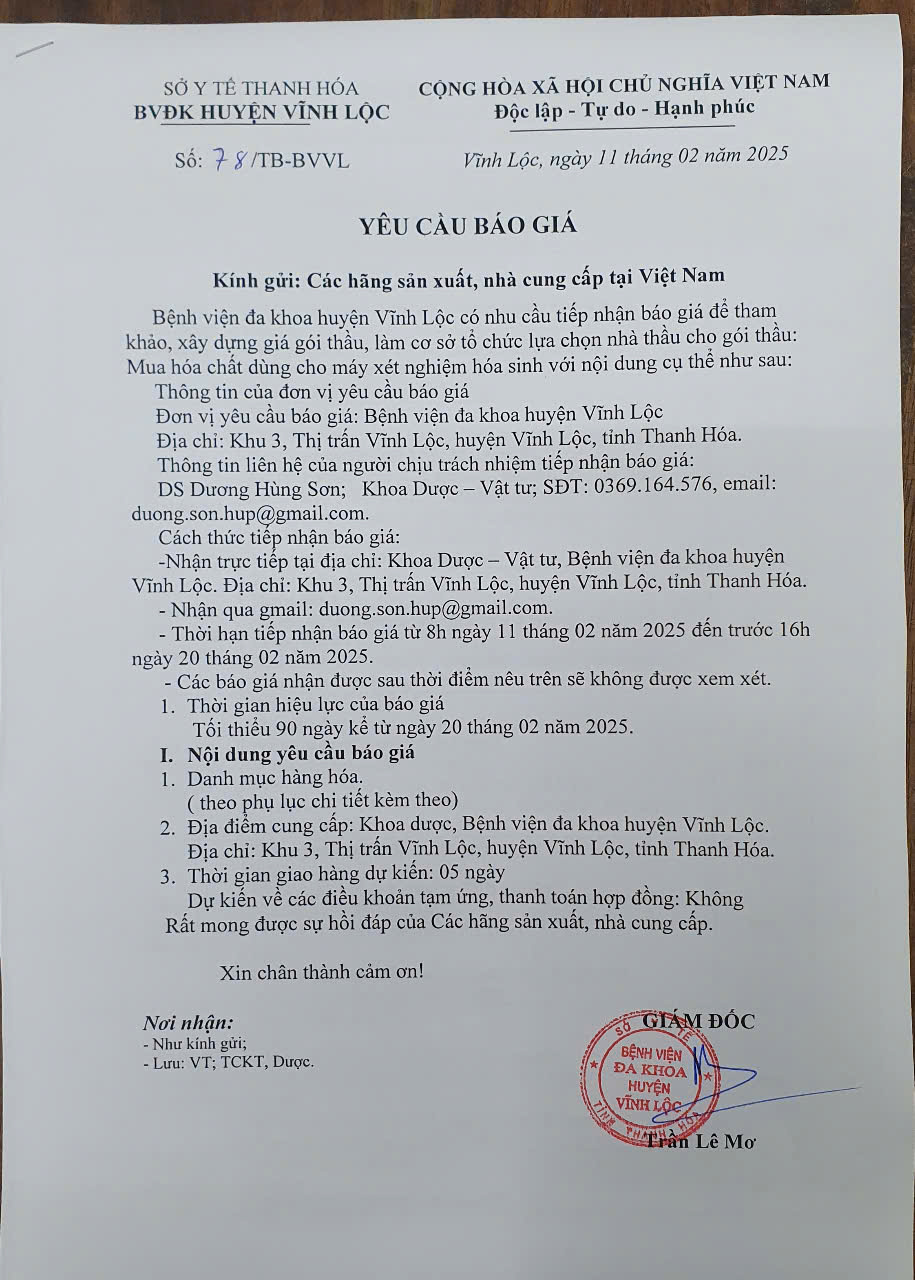 SỞ Y TẾ THANH HÓA
BVĐK HUYỆN VĨNH LỘC
CỘNG HÒA XÃ HỘI CHỦ NGHĨA VIỆT NAM
Độc lập - Tự do - Hạnh phúc
Số: 78/TB-BVVL
Vĩnh Lộc, ngày 11 tháng 02 năm 2025
YÊU CẦU BÁO GIÁ
Kính gửi: Các hãng sản xuất, nhà cung cấp tại Việt Nam
Bệnh viện đa khoa huyện Vĩnh Lộc có nhu cầu tiếp nhận báo giá để tham
khảo, xây dựng giá gói thầu, làm cơ sở tổ chức lựa chọn nhà thầu cho gói thầu:
Mua hóa chất dùng cho máy xét nghiệm hóa sinh với nội dung cụ thể như sau:
Thông tin của đơn vị yêu cầu báo giá
Đơn vị yêu cầu báo giá: Bệnh viện đa khoa huyện Vĩnh Lộc
Địa chỉ: Khu 3, Thị trấn Vĩnh Lộc, huyện Vĩnh Lộc, tỉnh Thanh Hóa.
Thông tin liên hệ của người chịu trách nhiệm tiếp nhận báo giá:
DS Dương Hùng Sơn; Khoa Dược – Vật tư; SĐT: 0369.164.576, email:
duong.son.hup@gmail.com.
Cách thức tiếp nhận báo giá:
-Nhận trực tiếp tại địa chỉ: Khoa Dược – Vật tư, Bệnh viện đa khoa huyện
Vĩnh Lộc. Địa chỉ: Khu 3, Thị trấn Vĩnh Lộc, huyện Vĩnh Lộc, tỉnh Thanh Hóa.
- Nhận qua gmail: duong.son.hup@gmail.com.
- Thời hạn tiếp nhận báo giá từ 8h ngày 11 tháng 02 năm 2025 đến trước 16h
ngày 20 tháng 02 năm 2025.
- Các báo giá nhận được sau thời điểm nêu trên sẽ không được xem xét.
1. Thời gian hiệu lực của báo giá
Tối thiểu 90 ngày kể từ ngày 20 tháng 02 năm 2025.
I. Nội dung yêu cầu báo giá
1. Danh mục hàng hóa.
( theo phụ lục chi tiết kèm theo)
2. Địa điểm cung cấp: Khoa dược, Bệnh viện đa khoa huyện Vĩnh Lộc.
Địa chỉ: Khu 3, Thị trấn Vĩnh Lộc, huyện Vĩnh Lộc, tỉnh Thanh Hóa.
3. Thời gian giao hàng dự kiến: 05 ngày
Dự kiến về các điều khoản tạm ứng, thanh toán hợp đồng: Không
Rất mong được sự hồi đáp của Các hãng sản xuất, nhà cung cấp.
Xin chân thành cảm ơn!
Nơi nhận:
- Như kính gửi;
- Lưu: VT; TCKT, Dược.
GIÁM ĐỐC
SỞ Y TẾ
BỆNH VIỆN
ĐA KHOA
HUYỆN
VĨNH LỘC
TỈNH THANH HÓA
Trần Lê Mơ